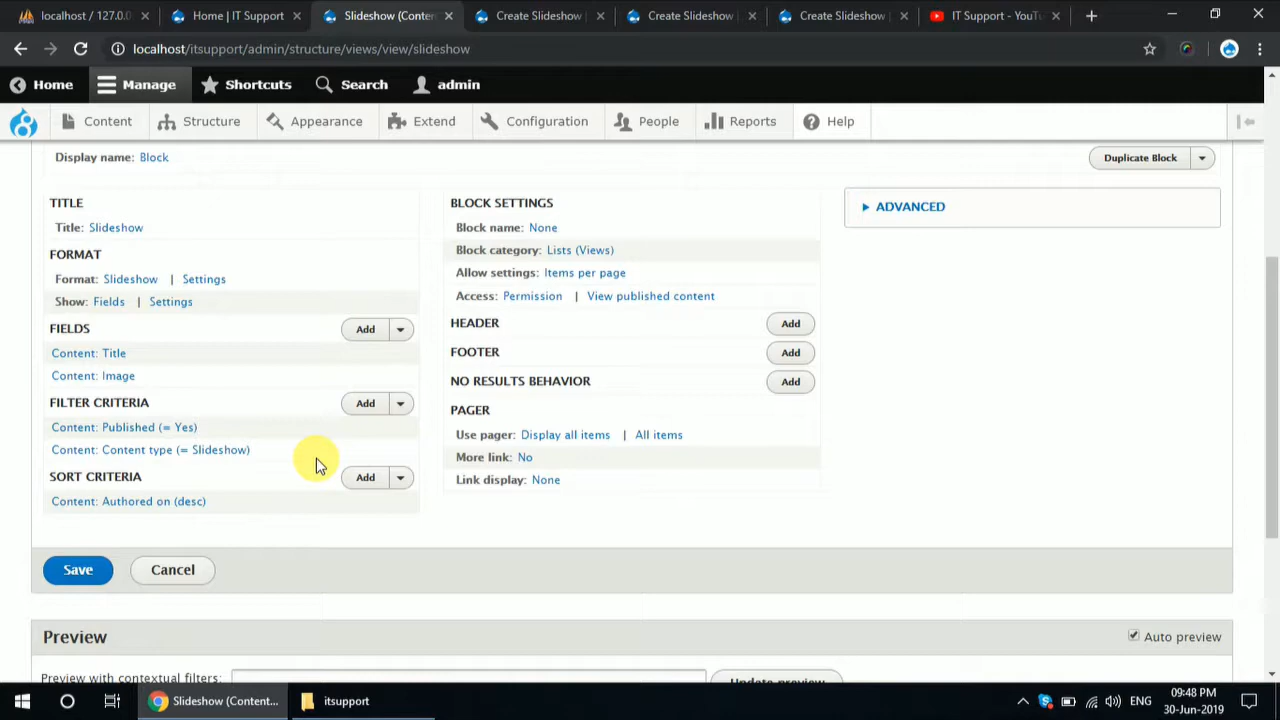 localhost / 127.0.0
Home | IT Support
Slideshow (Conten
Create Slideshow |
Create Slideshow |
Create Slideshow |
IT Support - YouTu
localhost/itsupport/admin/structure/views/view/slideshow
Home
Manage
Shortcuts
Search
admin
Content
Structure
Appearance
Extend
Configuration
People
Reports
Help
Display name: Block
Duplicate Block
TITLE
Title: Slideshow
FORMAT
Format: Slideshow | Settings
Show: Fields | Settings
FIELDS
Add
Content: Title
Content: Image
FILTER CRITERIA
Add
Content: Published (= Yes)
Content: Content type (= Slideshow)
SORT CRITERIA
Add
Content: Authored on (desc)
BLOCK SETTINGS
Block name: None
Block category: Lists (Views)
Allow settings: Items per page
Access: Permission | View published content
HEADER
Add
FOOTER
Add
NO RESULTS BEHAVIOR
Add
PAGER
Use pager: Display all items | All items
More link: No
Link display: None
ADVANCED
Save
Cancel
Preview
Auto preview
Preview with contextual filters:
Update preview
Slideshow (Content...
itsupport
ENG
09:48 PM
30-Jun-2019